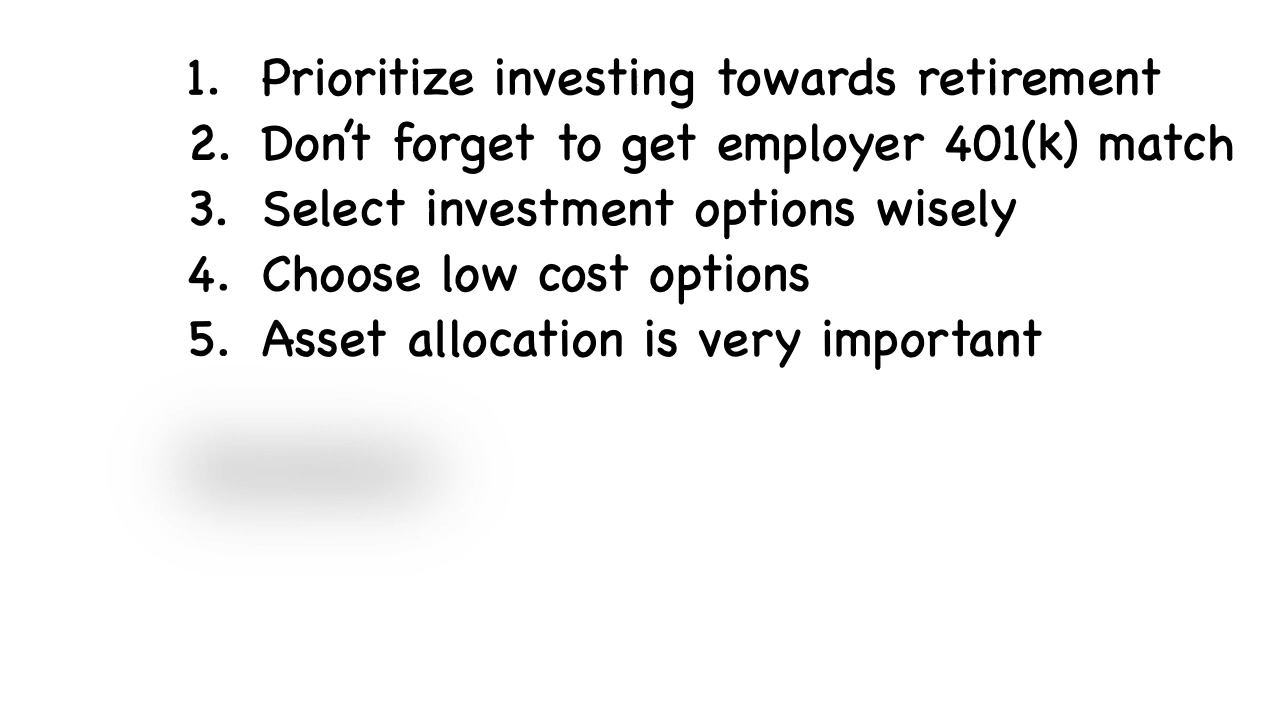 1. Prioritize investing towards retirement
2. Don't forget to get employer 401(k) match
3. Select investment options wisely
4. Choose low cost options
5. Asset allocation is very important